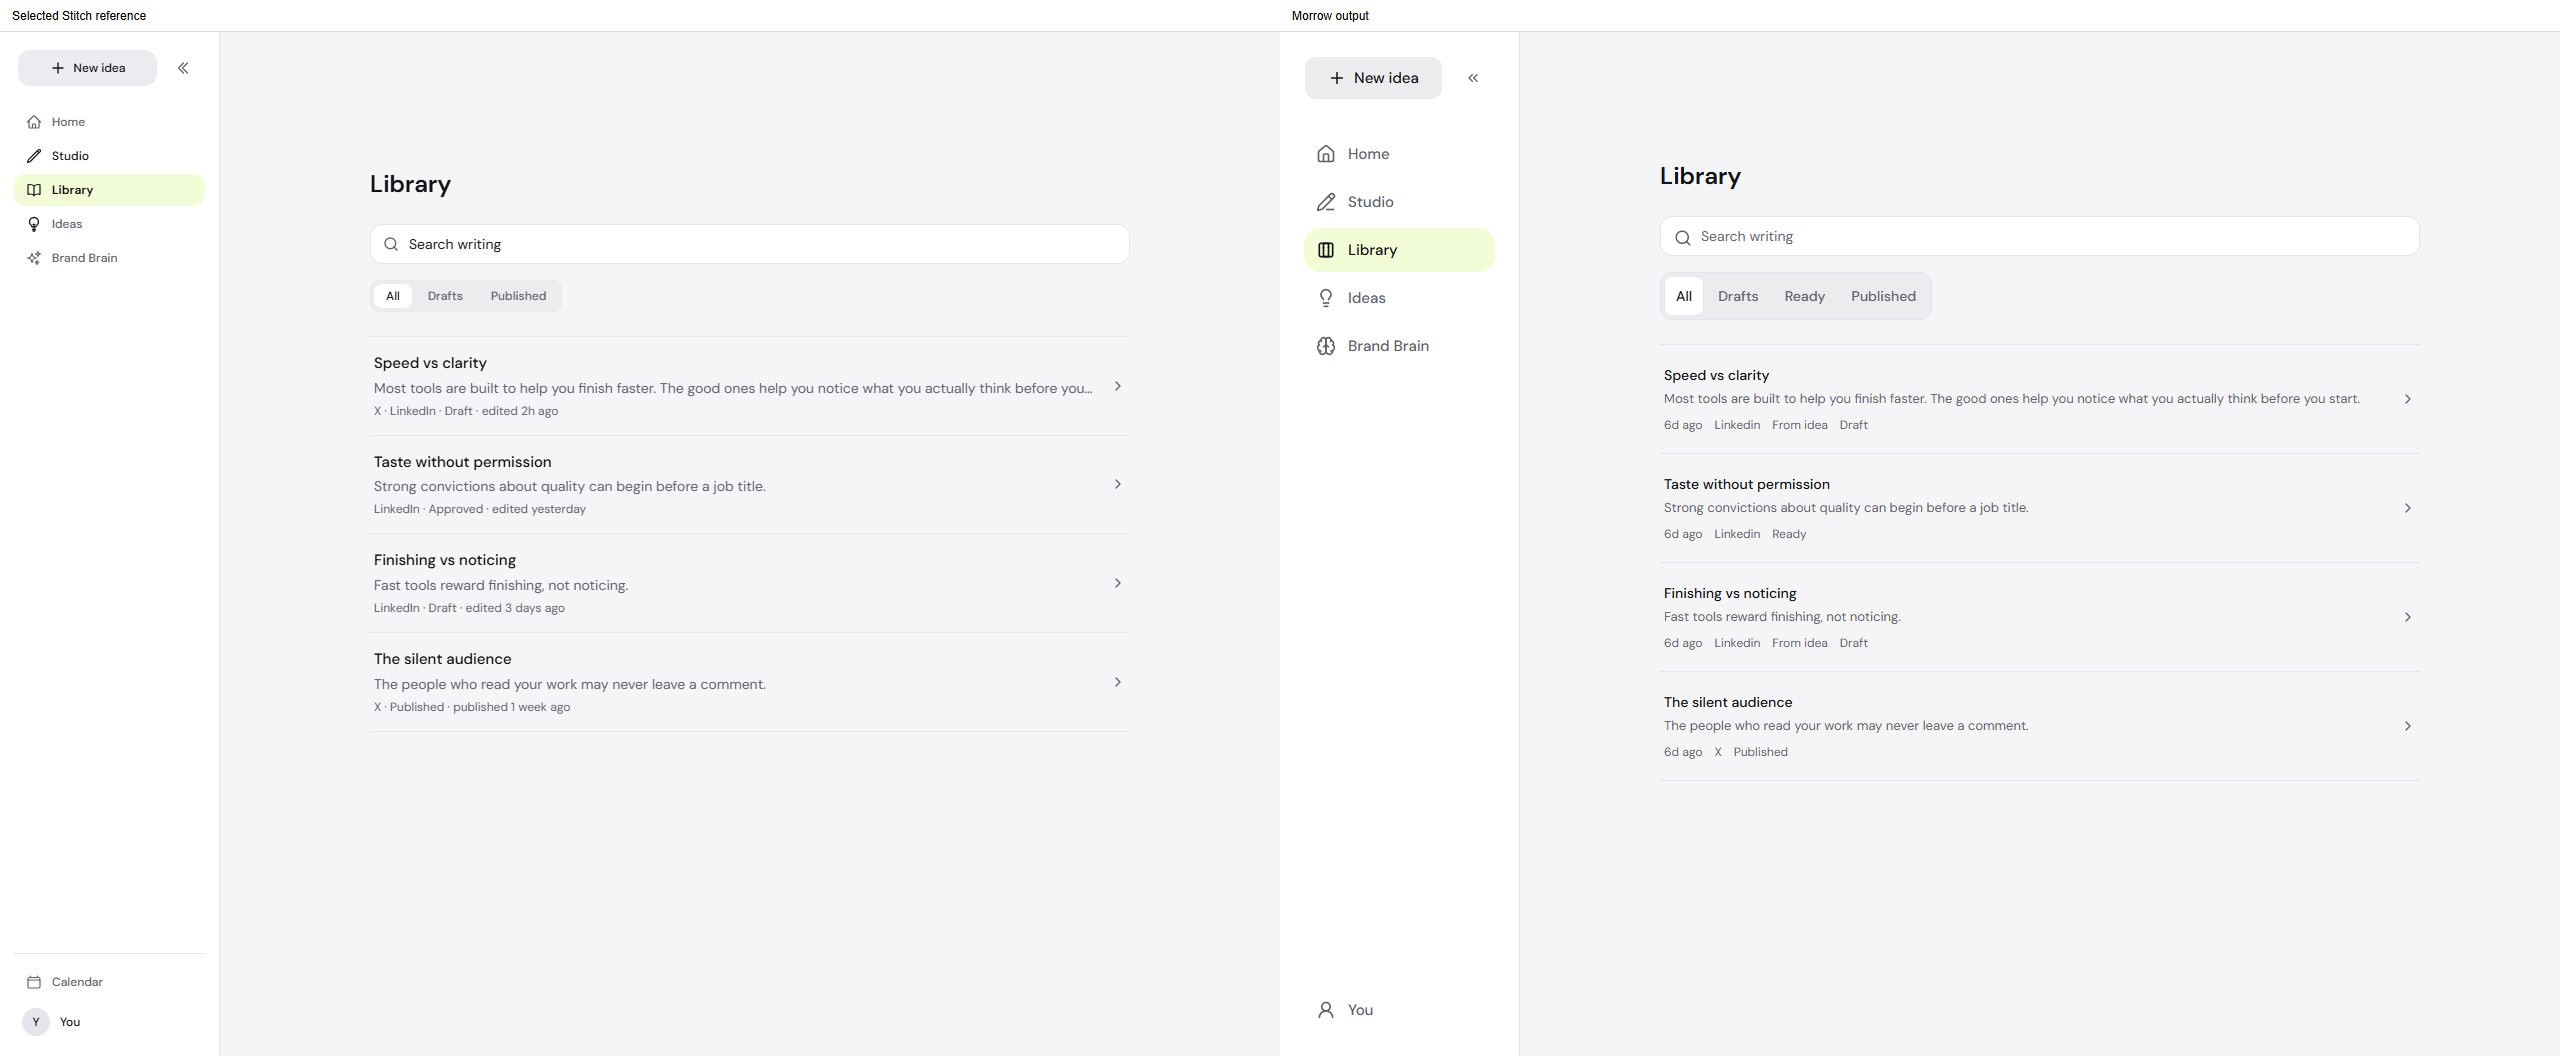 Selected Stitch reference
New idea
Home
Studio
Library
Ideas
Brand Brain
Calendar
Y
You
Library
Search writing
All Drafts Published
Speed vs clarity
Most tools are built to help you finish faster. The good ones help you notice what you actually think before you...
X · LinkedIn · Draft · edited 2h ago
Taste without permission
Strong convictions about quality can begin before a job title.
LinkedIn · Approved · edited yesterday
Finishing vs noticing
Fast tools reward finishing, not noticing.
LinkedIn · Draft · edited 3 days ago
The silent audience
The people who read your work may never leave a comment.
X · Published · published 1 week ago
Morrow output
New idea
Home
Studio
Library
Ideas
Brand Brain
You
Library
Search writing
All Drafts Ready Published
Speed vs clarity
Most tools are built to help you finish faster. The good ones help you notice what you actually think before you start.
6d ago Linkedin From idea Draft
Taste without permission
Strong convictions about quality can begin before a job title.
6d ago Linkedin Ready
Finishing vs noticing
Fast tools reward finishing, not noticing.
6d ago Linkedin From idea Draft
The silent audience
The people who read your work may never leave a comment.
6d ago X Published